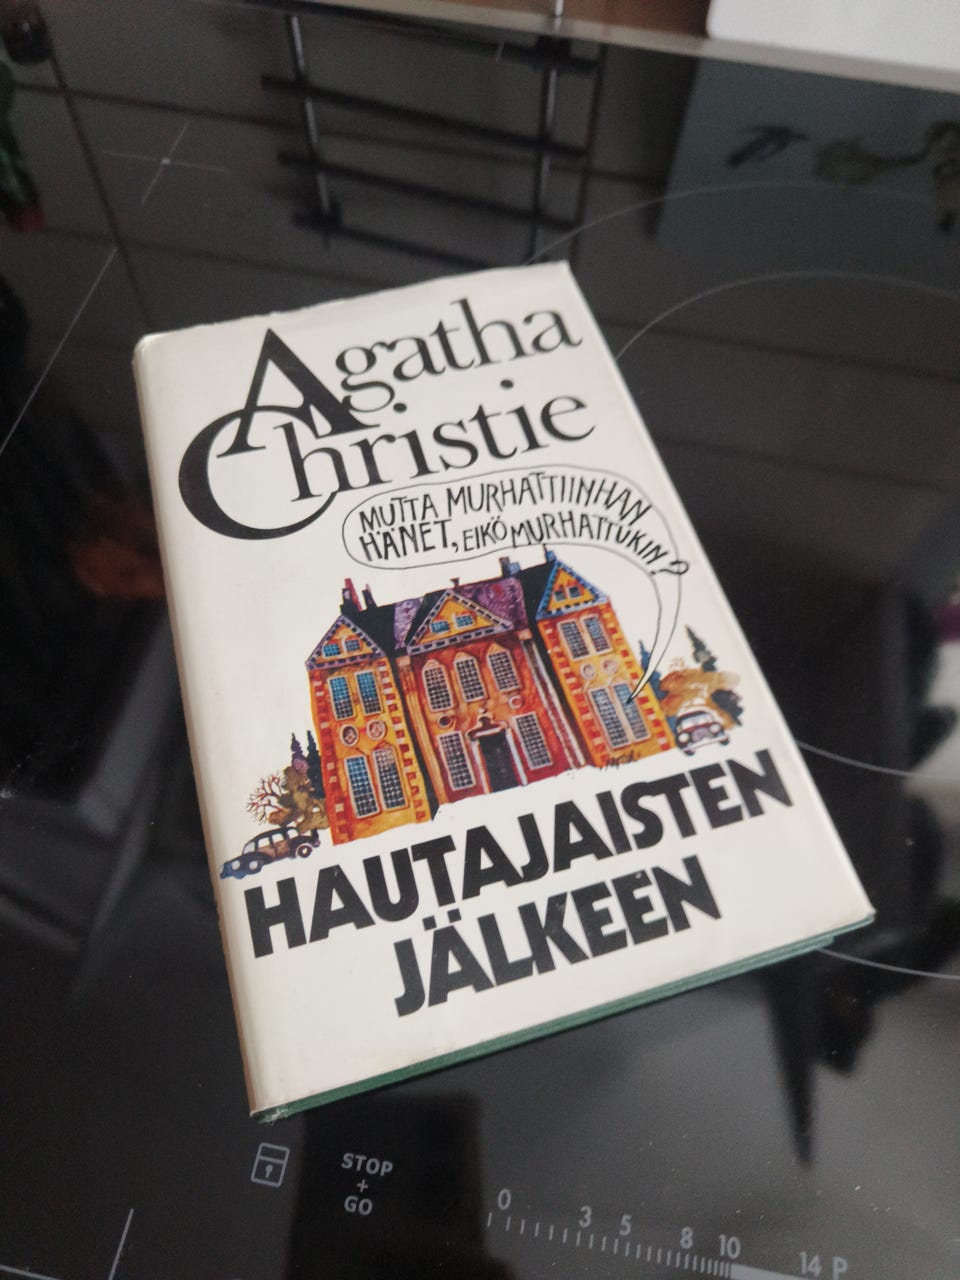 Agatha
Christie
MUTTA MURHATTIINHAN
HÄNET, EIKÖ MURHATTUKIN?
HAUTAJAISTEN
JÄLKEEN
STOP
+
GO
0 3 5 8 10 14 P